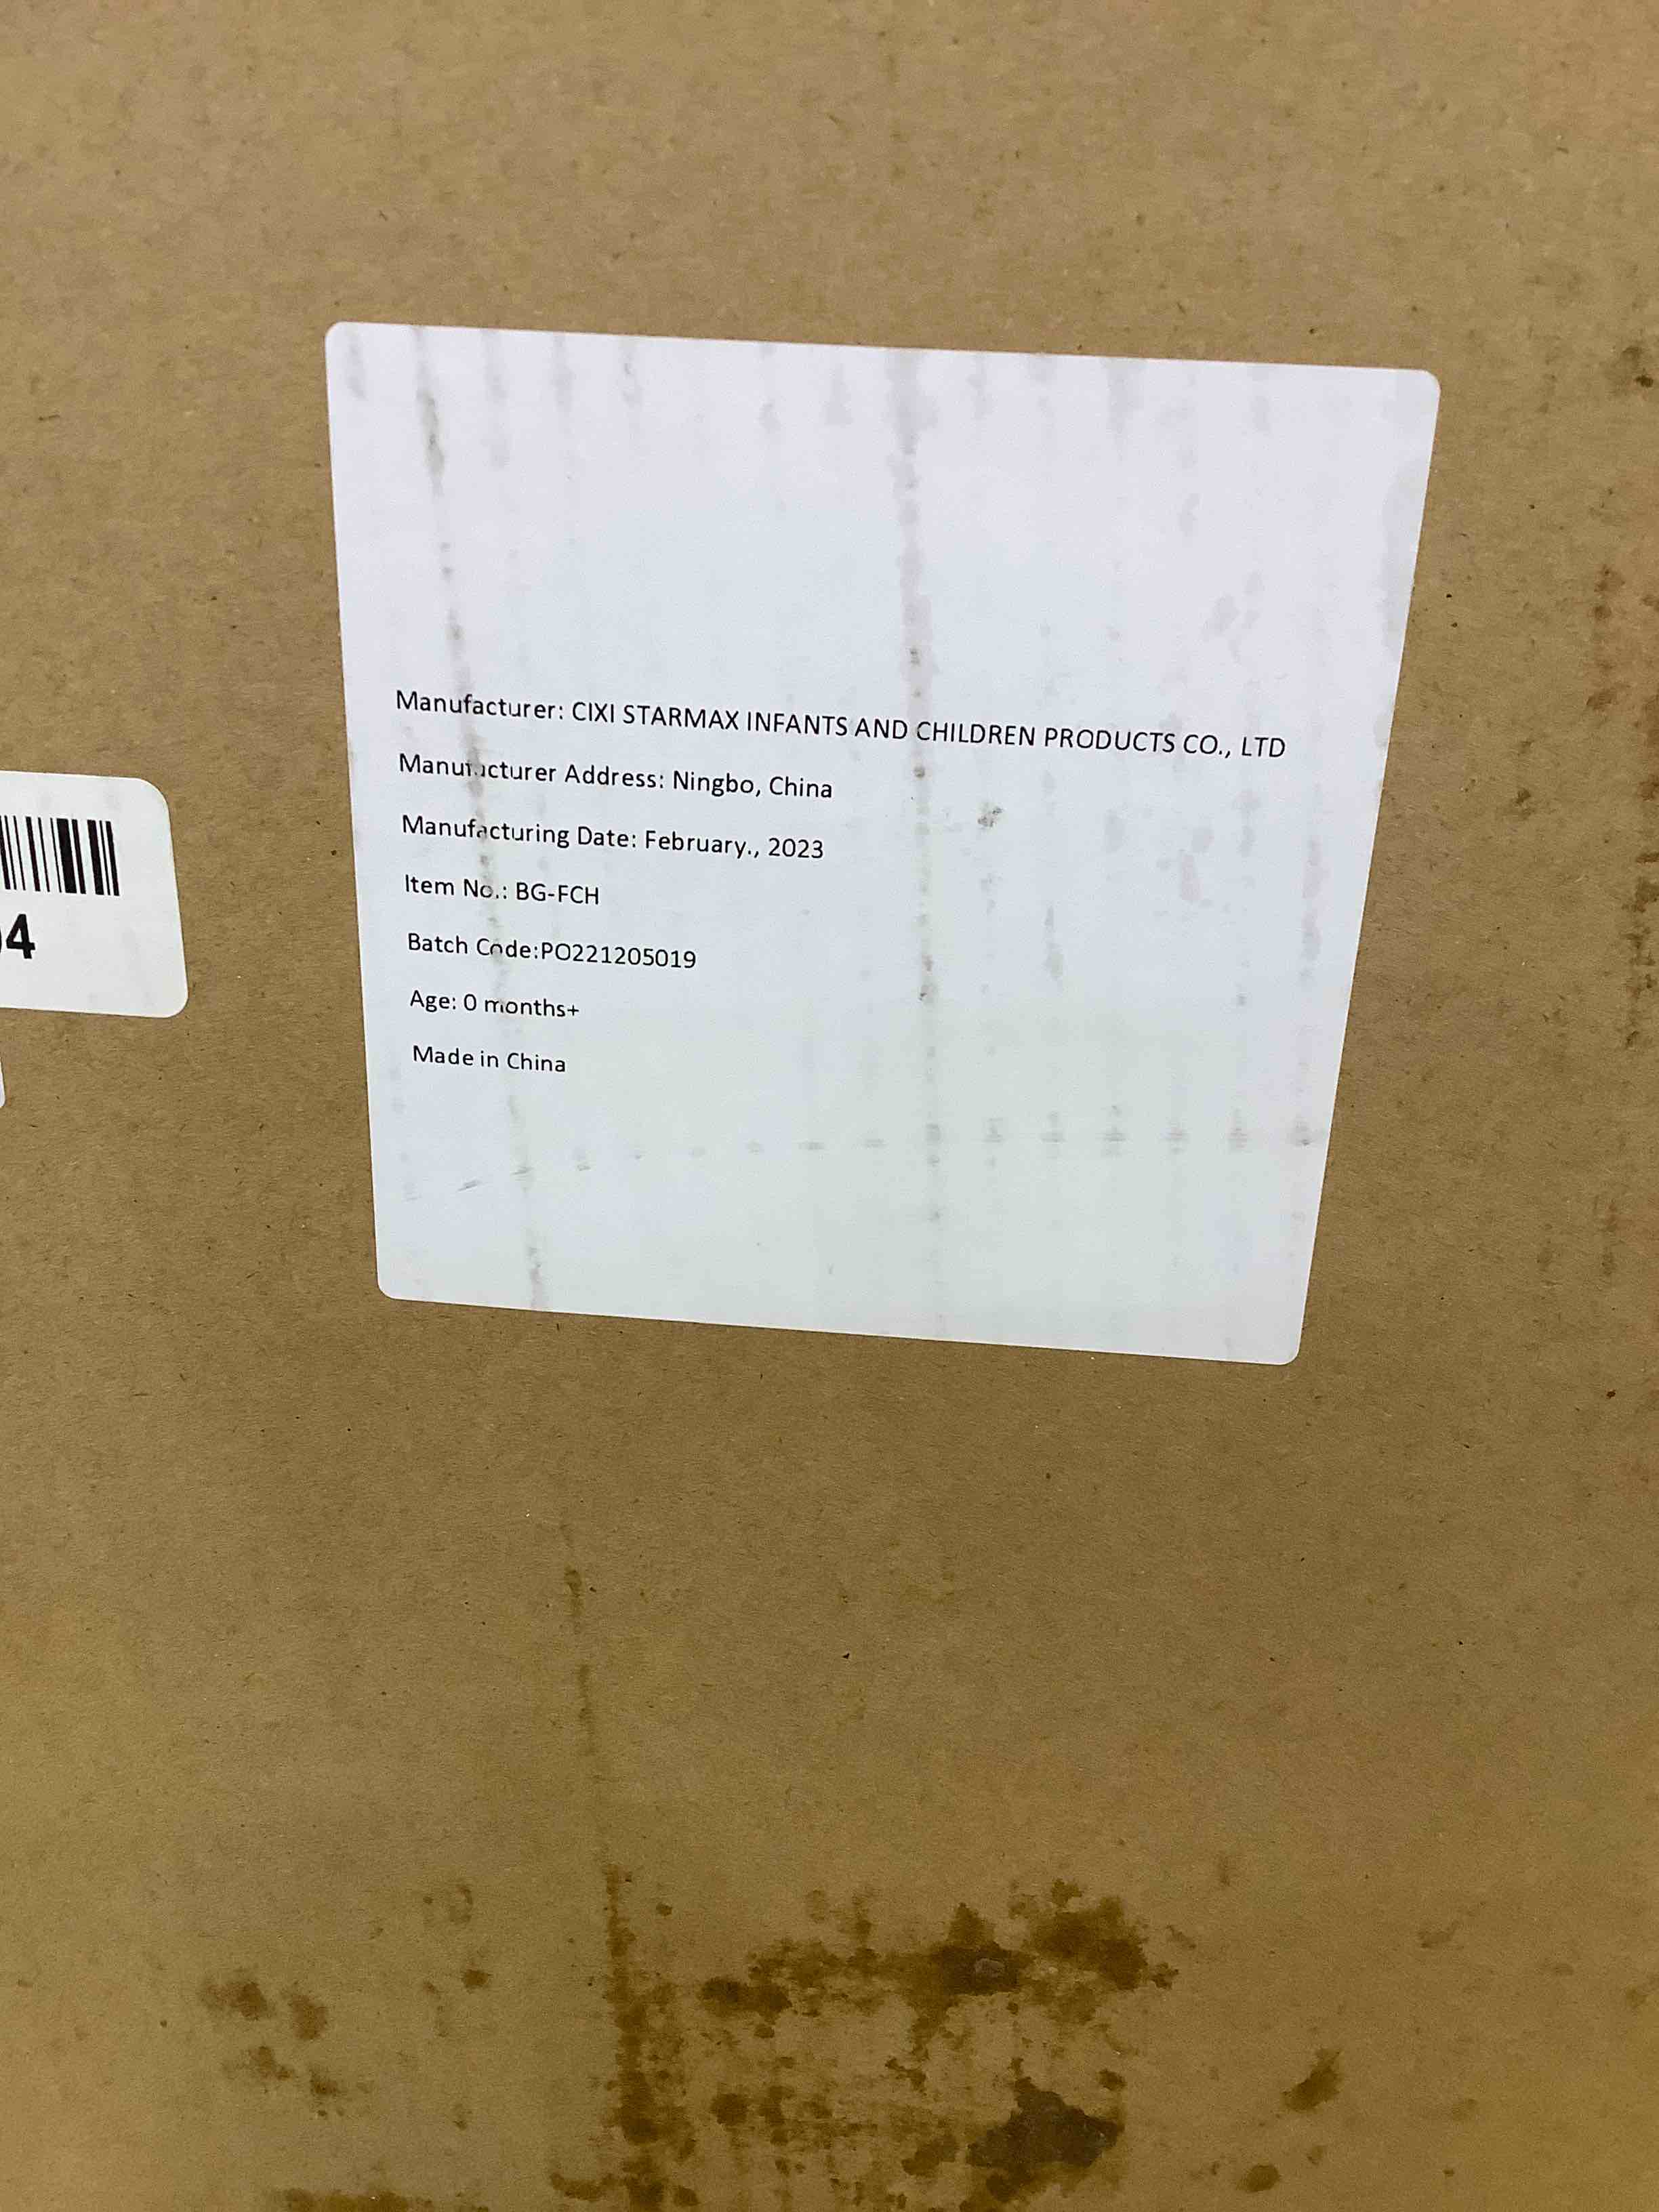 Manufacturer: CIXI STARMAX INFANTS AND CHILDREN PRODUCTS CO., LTD
Manufacturer Address: Ningbo, China
Manufacturing Date: February., 2023
Item No.: BG-FCH
Batch Code:PO221205019
Age: 0 months+
Made in China
4